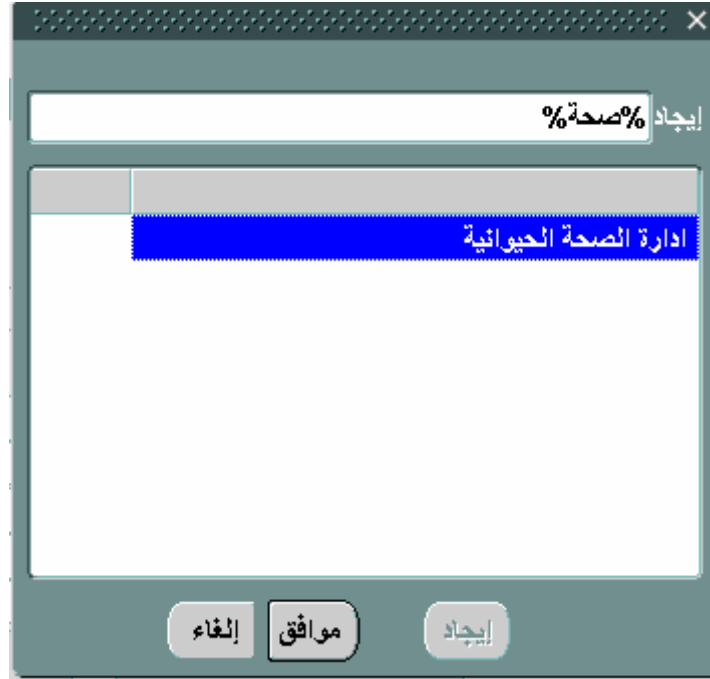 إيجاد %صحة%
ادارة الصحة الحيوانية
إيجاد موافق إلغاء